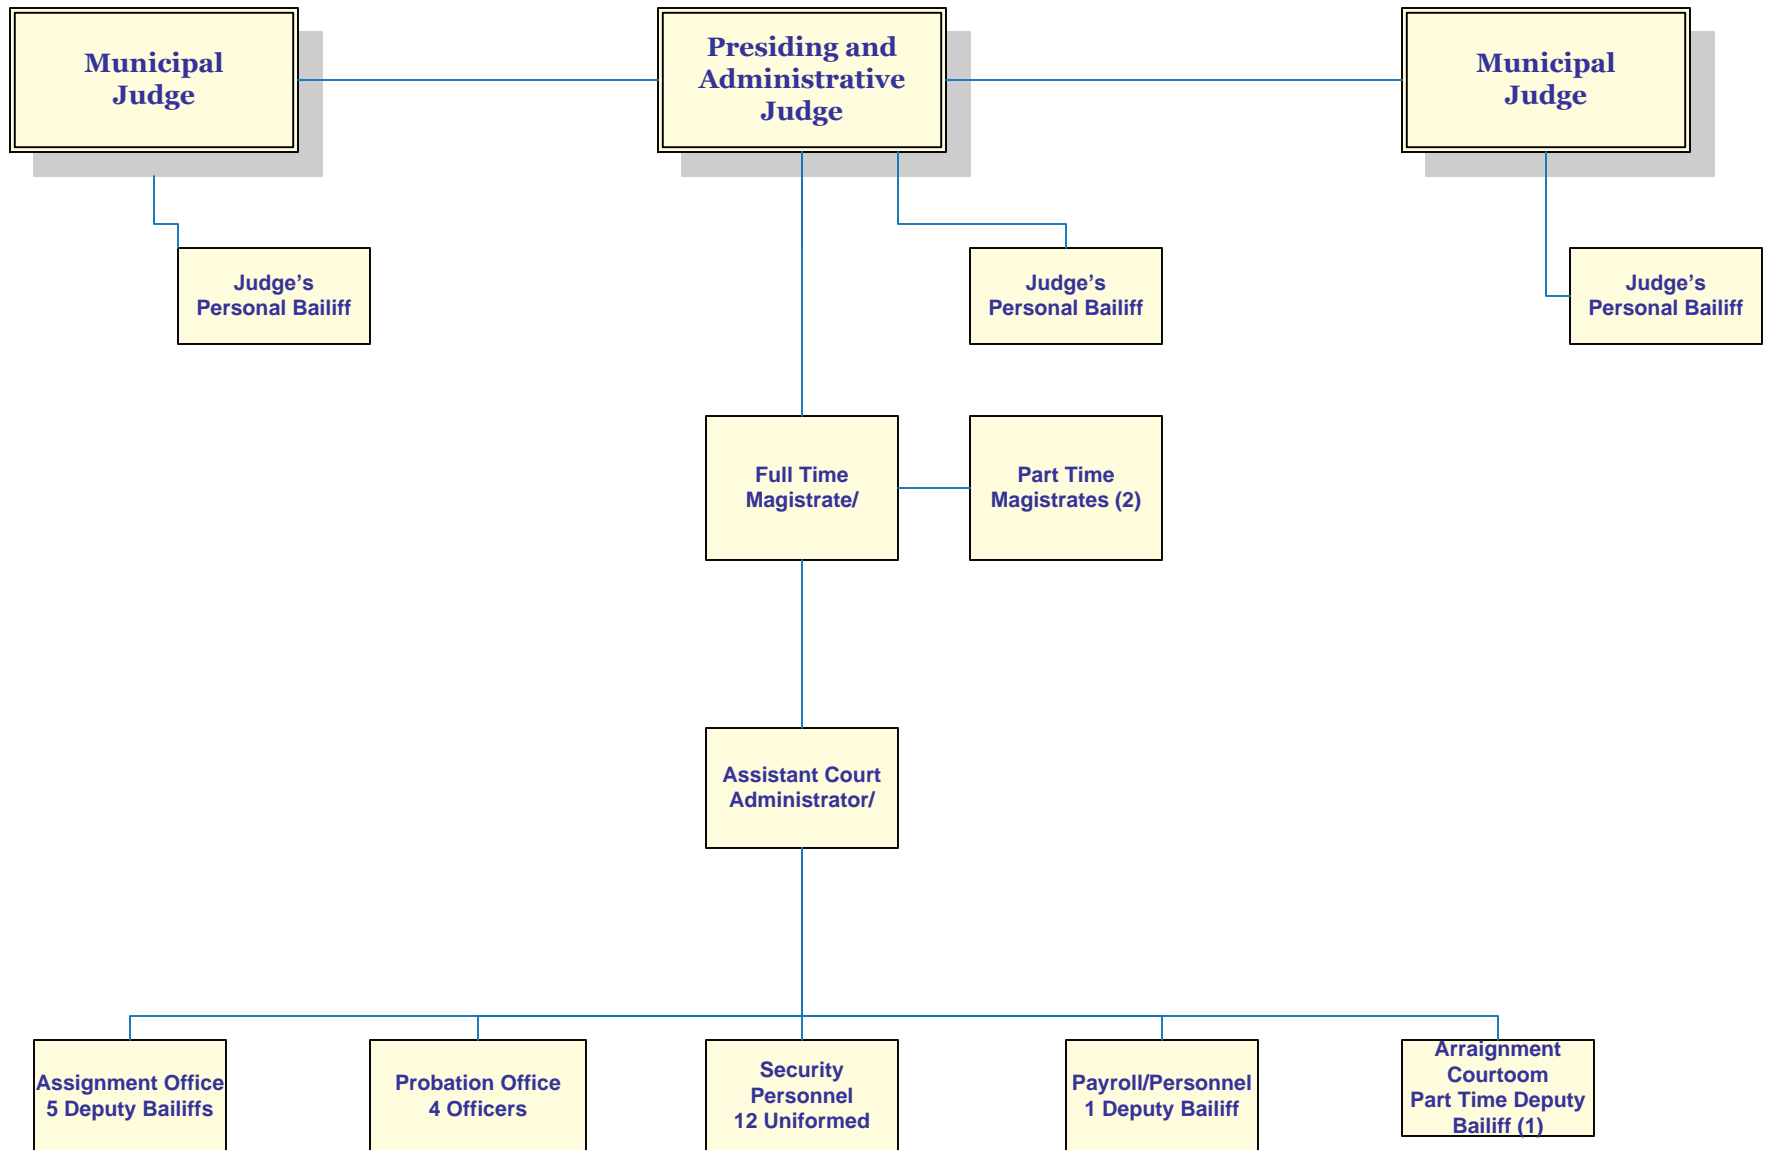 Municipal
Judge
Presiding and
Administrative
Judge
Municipal
Judge
Judge’s
Personal Bailiff
Judge’s
Personal Bailiff
Judge’s
Personal Bailiff
Full Time
Magistrate/
Part Time
Magistrates (2)
Assistant Court
Administrator/
Assignment Office
5 Deputy Bailiffs
Probation Office
4 Officers
Security
Personnel
12 Uniformed
Payroll/Personnel
1 Deputy Bailiff
Arraignment
Courtoom
Part Time Deputy
Bailiff (1)